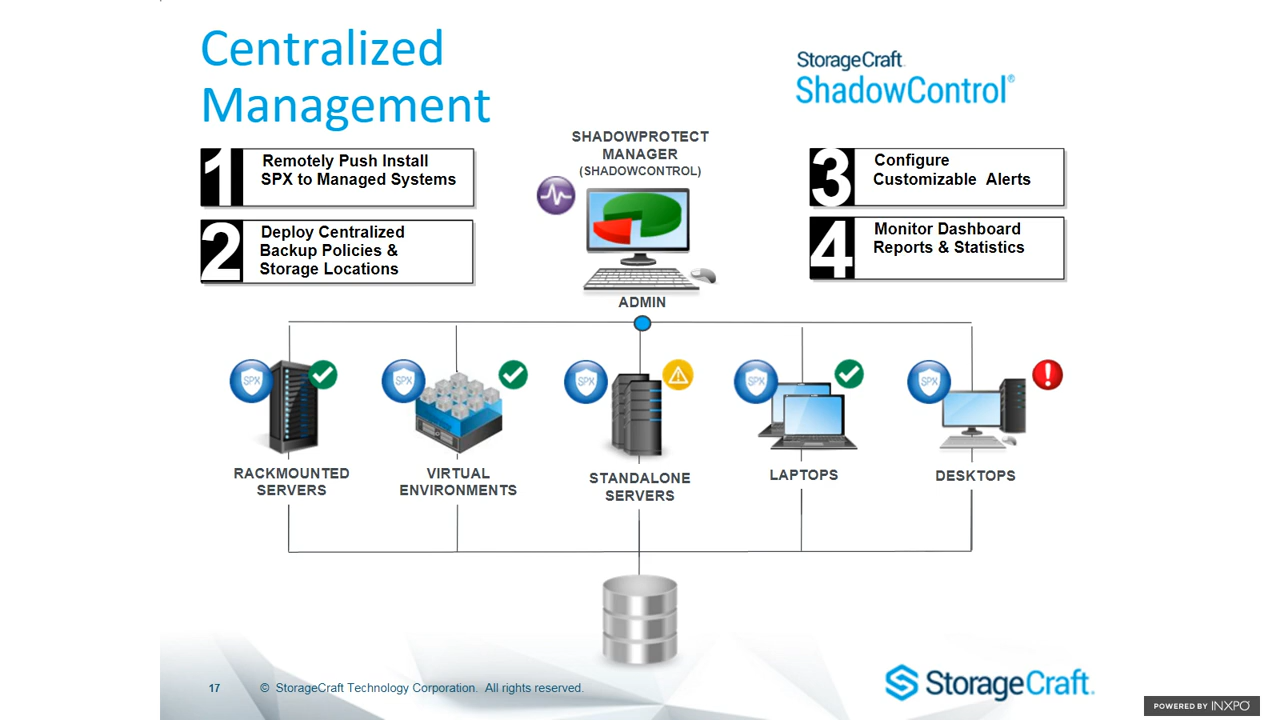 Centralized
Management
StorageCraft.
ShadowControl®
SHADOWPROTECT
MANAGER
(SHADOWCONTROL)
1
Remotely Push Install
SPX to Managed Systems
2
Deploy Centralized
Backup Policies &
Storage Locations
3
Configure
Customizable Alerts
4
Monitor Dashboard
Reports & Statistics
ADMIN
SPX
SPX
SPX
SPX
SPX
RACKMOUNTED
SERVERS
VIRTUAL
ENVIRONMENTS
STANDALONE
SERVERS
LAPTOPS
DESKTOPS
17
© StorageCraft Technology Corporation. All rights reserved.
StorageCraft.
POWERED BY INXPO